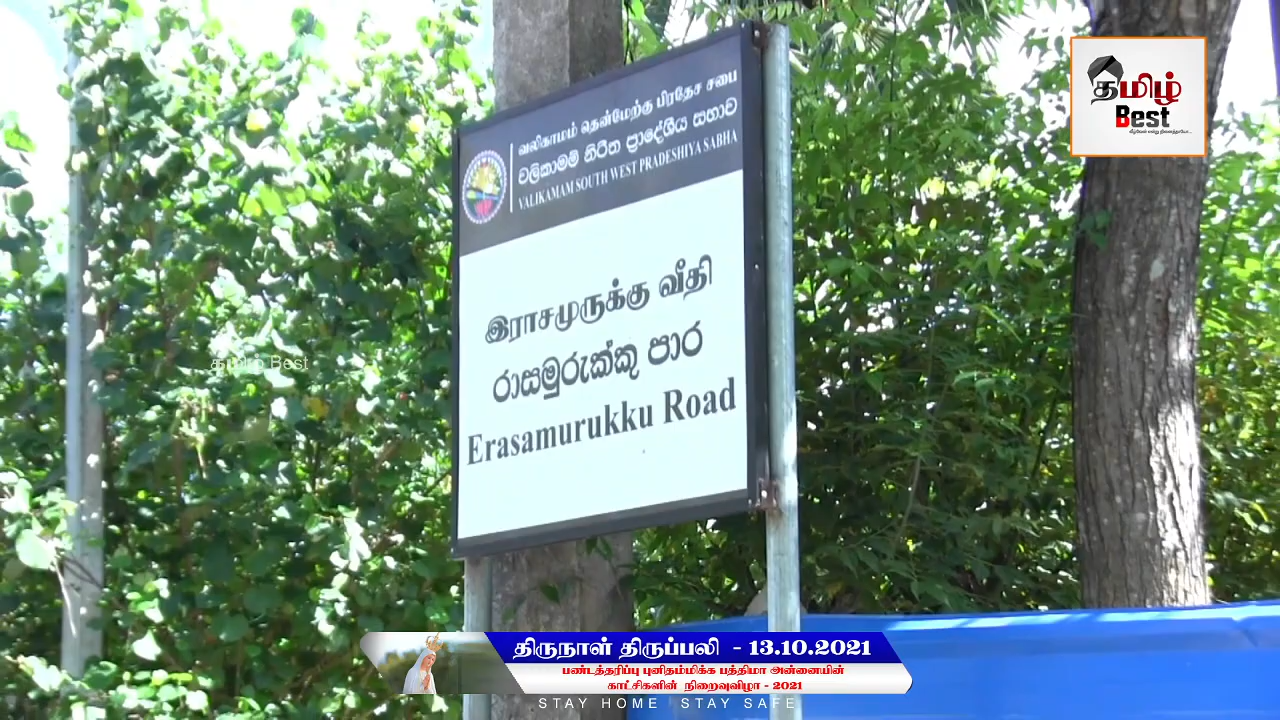 தமிழ்
Best
வலிகாமம் தென்மேற்கு பிரதேச சபை
වලිකාමම් නිරිත ප්‍රාදේශීය සභාව
VALIKAMAM SOUTH WEST PRADESHIYA SABHA
இராசமுருக்கு வீதி
රාසමුරුක්කු පාර
Erasamurukku Road
தமிழ் Best
திருநாள் திருப்பலி - 13.10.2021
பண்டத்தரிப்பு புனிதம்மிக்க பத்திமா அன்னையின்
காட்சிகளின் நிறைவுவிழா - 2021
STAY HOME STAY SAFE